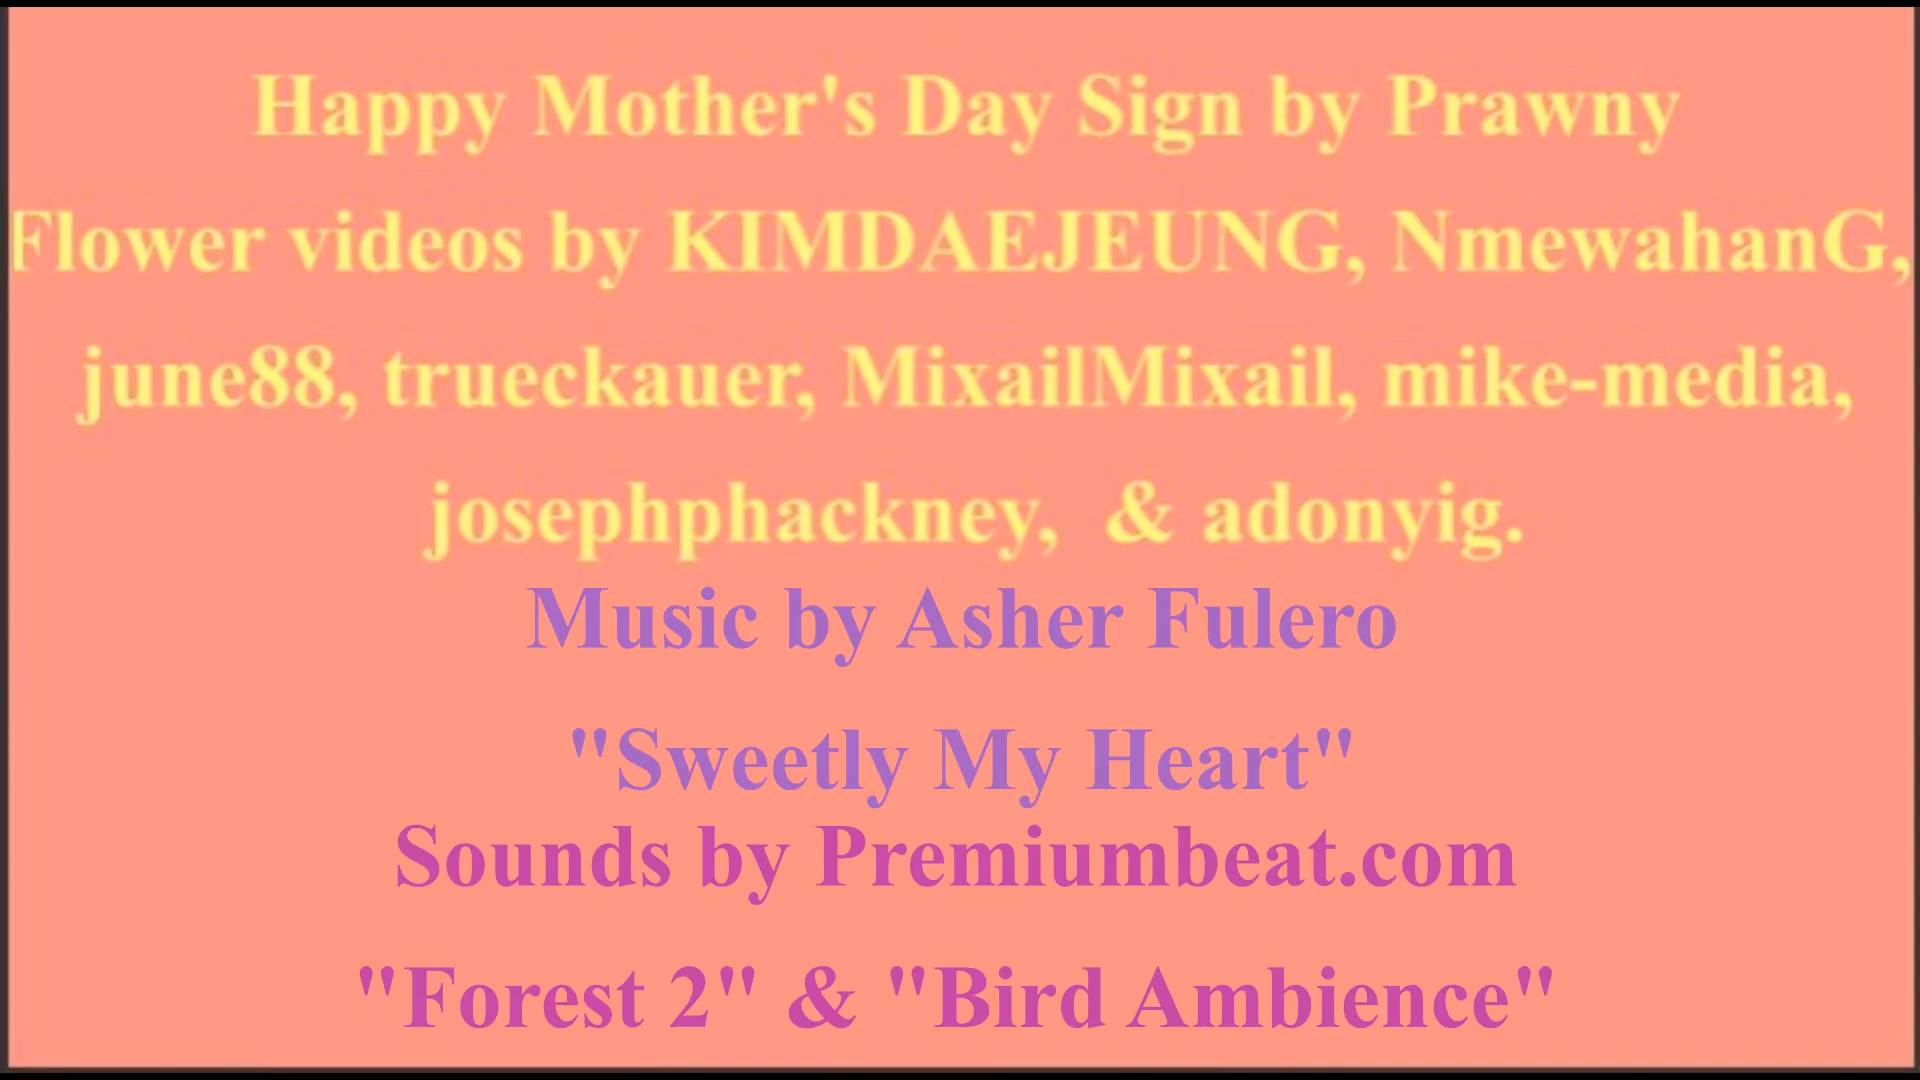 Happy Mother's Day Sign by Prawny
Flower videos by KIMDAEJEUNG, NmewahanG,
june88, trueckauer, MixailMixail, mike-media,
josephphackney, & adonyig.
Music by Asher Fulero
"Sweetly My Heart"
Sounds by Premiumbeat.com
"Forest 2" & "Bird Ambience"